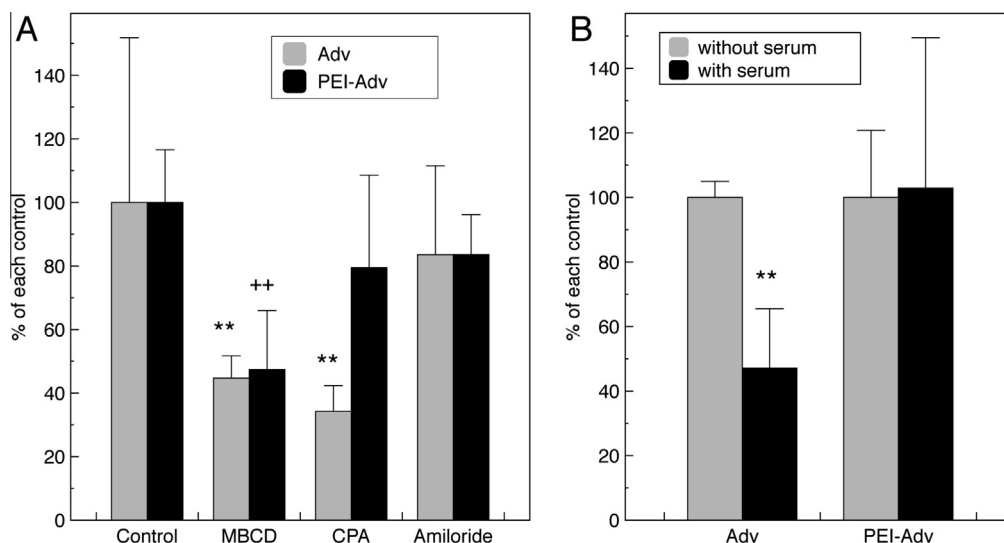 A
Adv
PEI-Adv
% of each control
140
120
100
80
60
40
20
0
**
++
**
Control MBCD CPA Amiloride
B
without serum
with serum
% of each control
140
120
100
80
60
40
20
0
**
Adv PEI-Adv